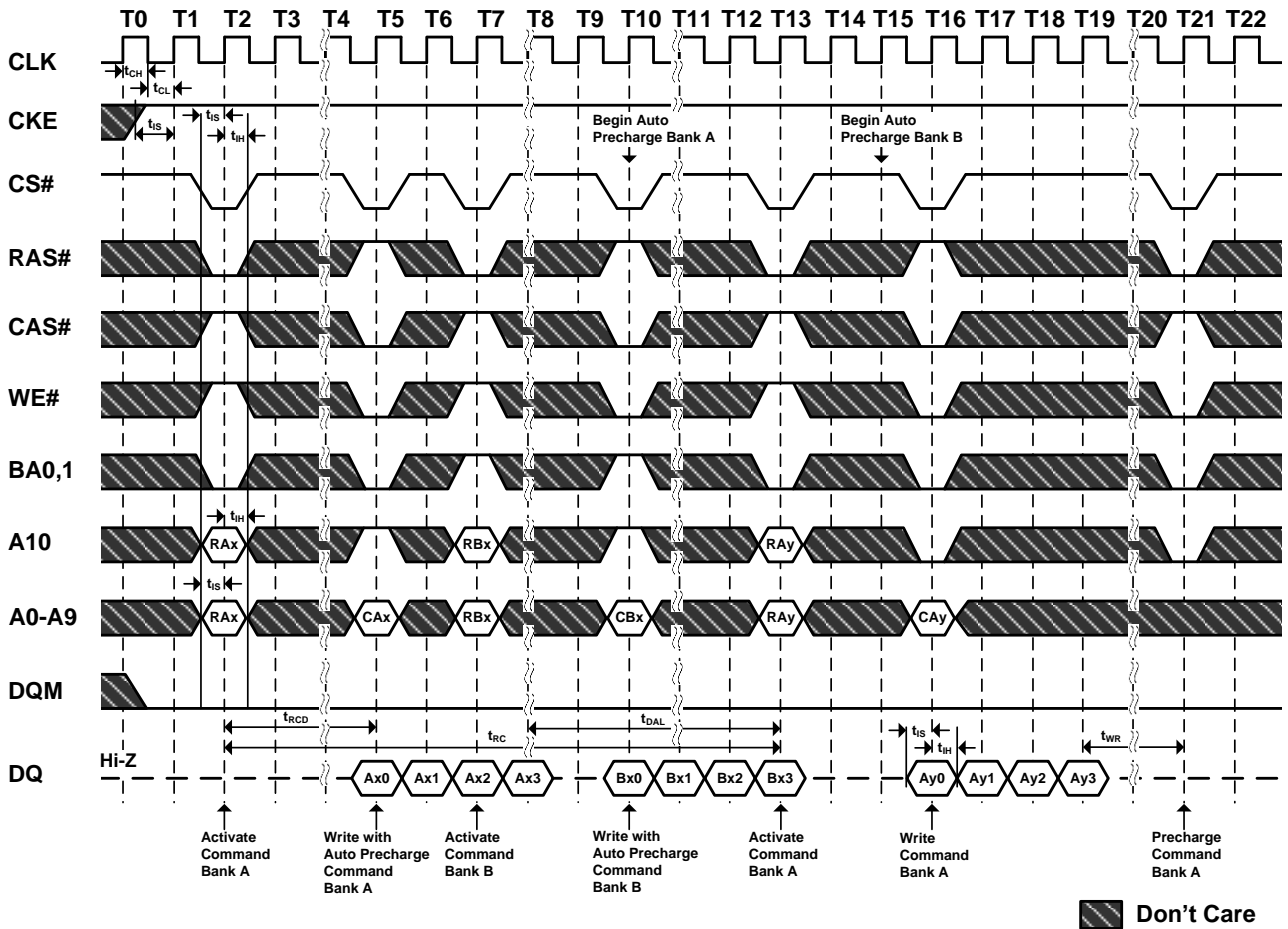 T0 T1 T2 T3 T4 T5 T6 T7 T8 T9 T10 T11 T12 T13 T14 T15 T16 T17 T18 T19 T20 T21 T22
CLK
tCH
tCL
CKE
tIS
tIS
tIH
Begin Auto
Precharge Bank A
Begin Auto
Precharge Bank B
CS#
RAS#
CAS#
WE#
BA0,1
tIH
A10
RAx RBx RAy
tIS
A0-A9
RAx CAx RBx CBx RAy CAy
DQM
tRCD
tDAL
tRC
tIS
tIH
tWR
Hi-Z
DQ
Ax0 Ax1 Ax2 Ax3 Bx0 Bx1 Bx2 Bx3 Ay0 Ay1 Ay2 Ay3
Activate
Command
Bank A
Write with
Auto Precharge
Command
Bank A
Activate
Command
Bank B
Write with
Auto Precharge
Command
Bank B
Activate
Command
Bank A
Write
Command
Bank A
Precharge
Command
Bank A
Don't Care